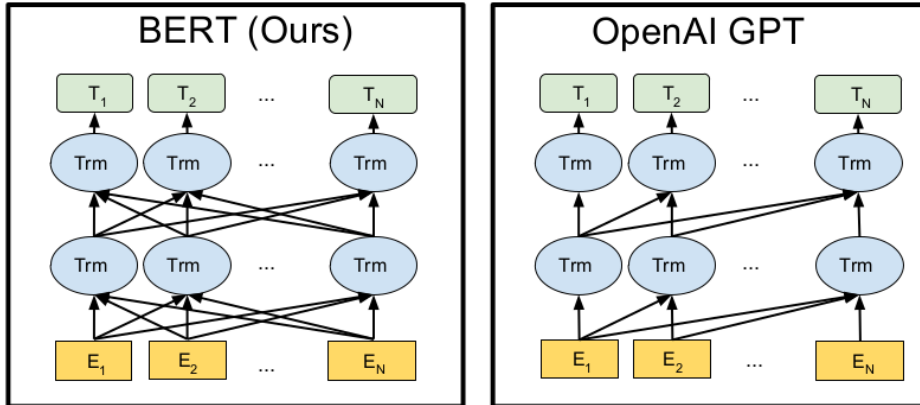 BERT (Ours)
T1 T2 ... TN
Trm Trm ... Trm
Trm Trm ... Trm
E1 E2 ... EN
OpenAI GPT
T1 T2 ... TN
Trm Trm ... Trm
Trm Trm ... Trm
E1 E2 ... EN